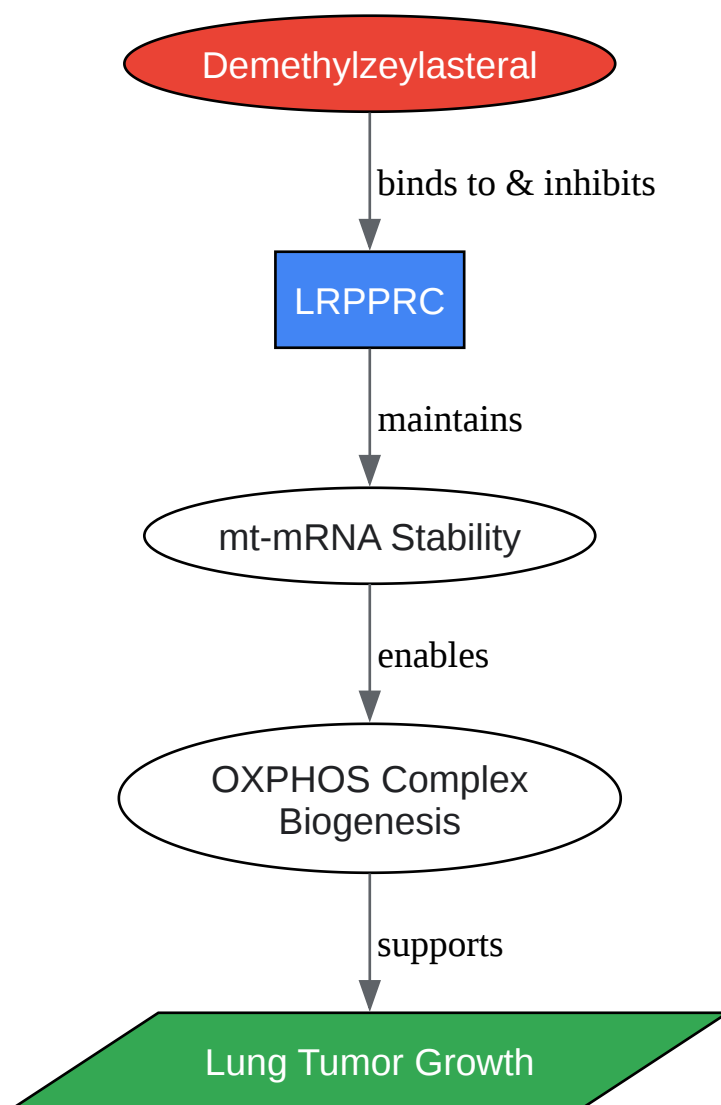 Demethylzeylasteral
binds to & inhibits
LRPPRC
maintains
mt-mRNA Stability
enables
OXPHOS Complex
Biogenesis
supports
Lung Tumor Growth